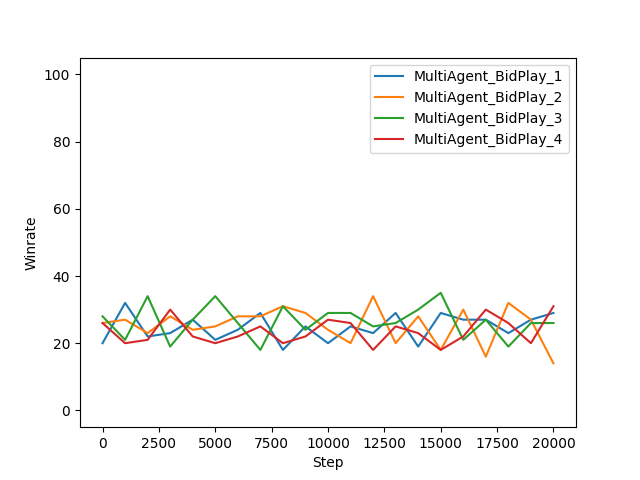 100
80
60
40
20
0
Winrate
MultiAgent_BidPlay_1
MultiAgent_BidPlay_2
MultiAgent_BidPlay_3
MultiAgent_BidPlay_4
0 2500 5000 7500 10000 12500 15000 17500 20000
Step